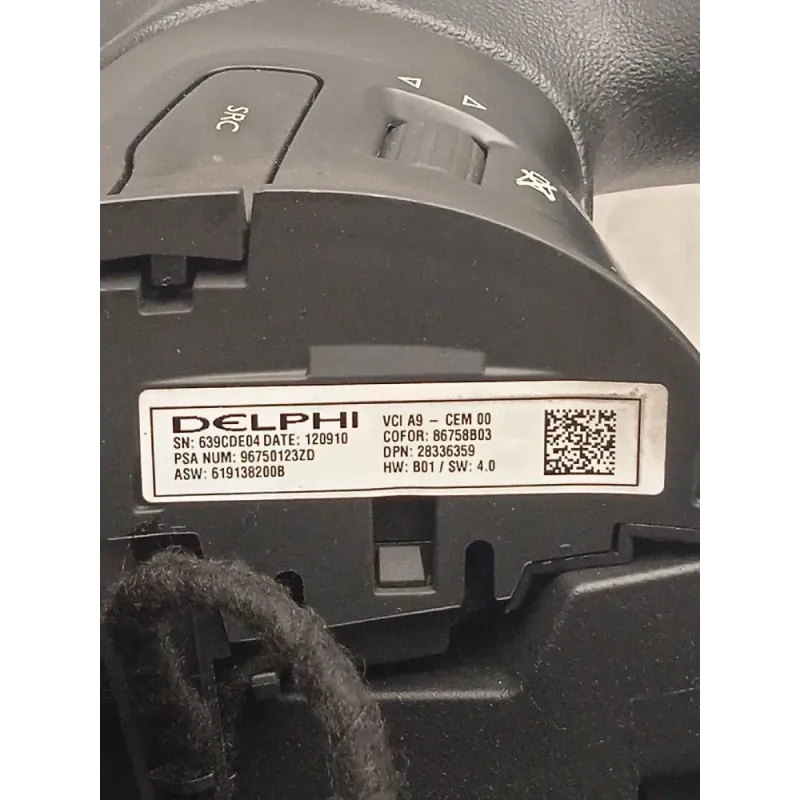 SRC
DELPHI
SN: 639CDE04 DATE: 120910
PSA NUM: 96750123ZD
ASW: 619138200B
VCI A9 - CEM 00
COFOR: 86758B03
DPN: 28336359
HW: B01 / SW: 4.0